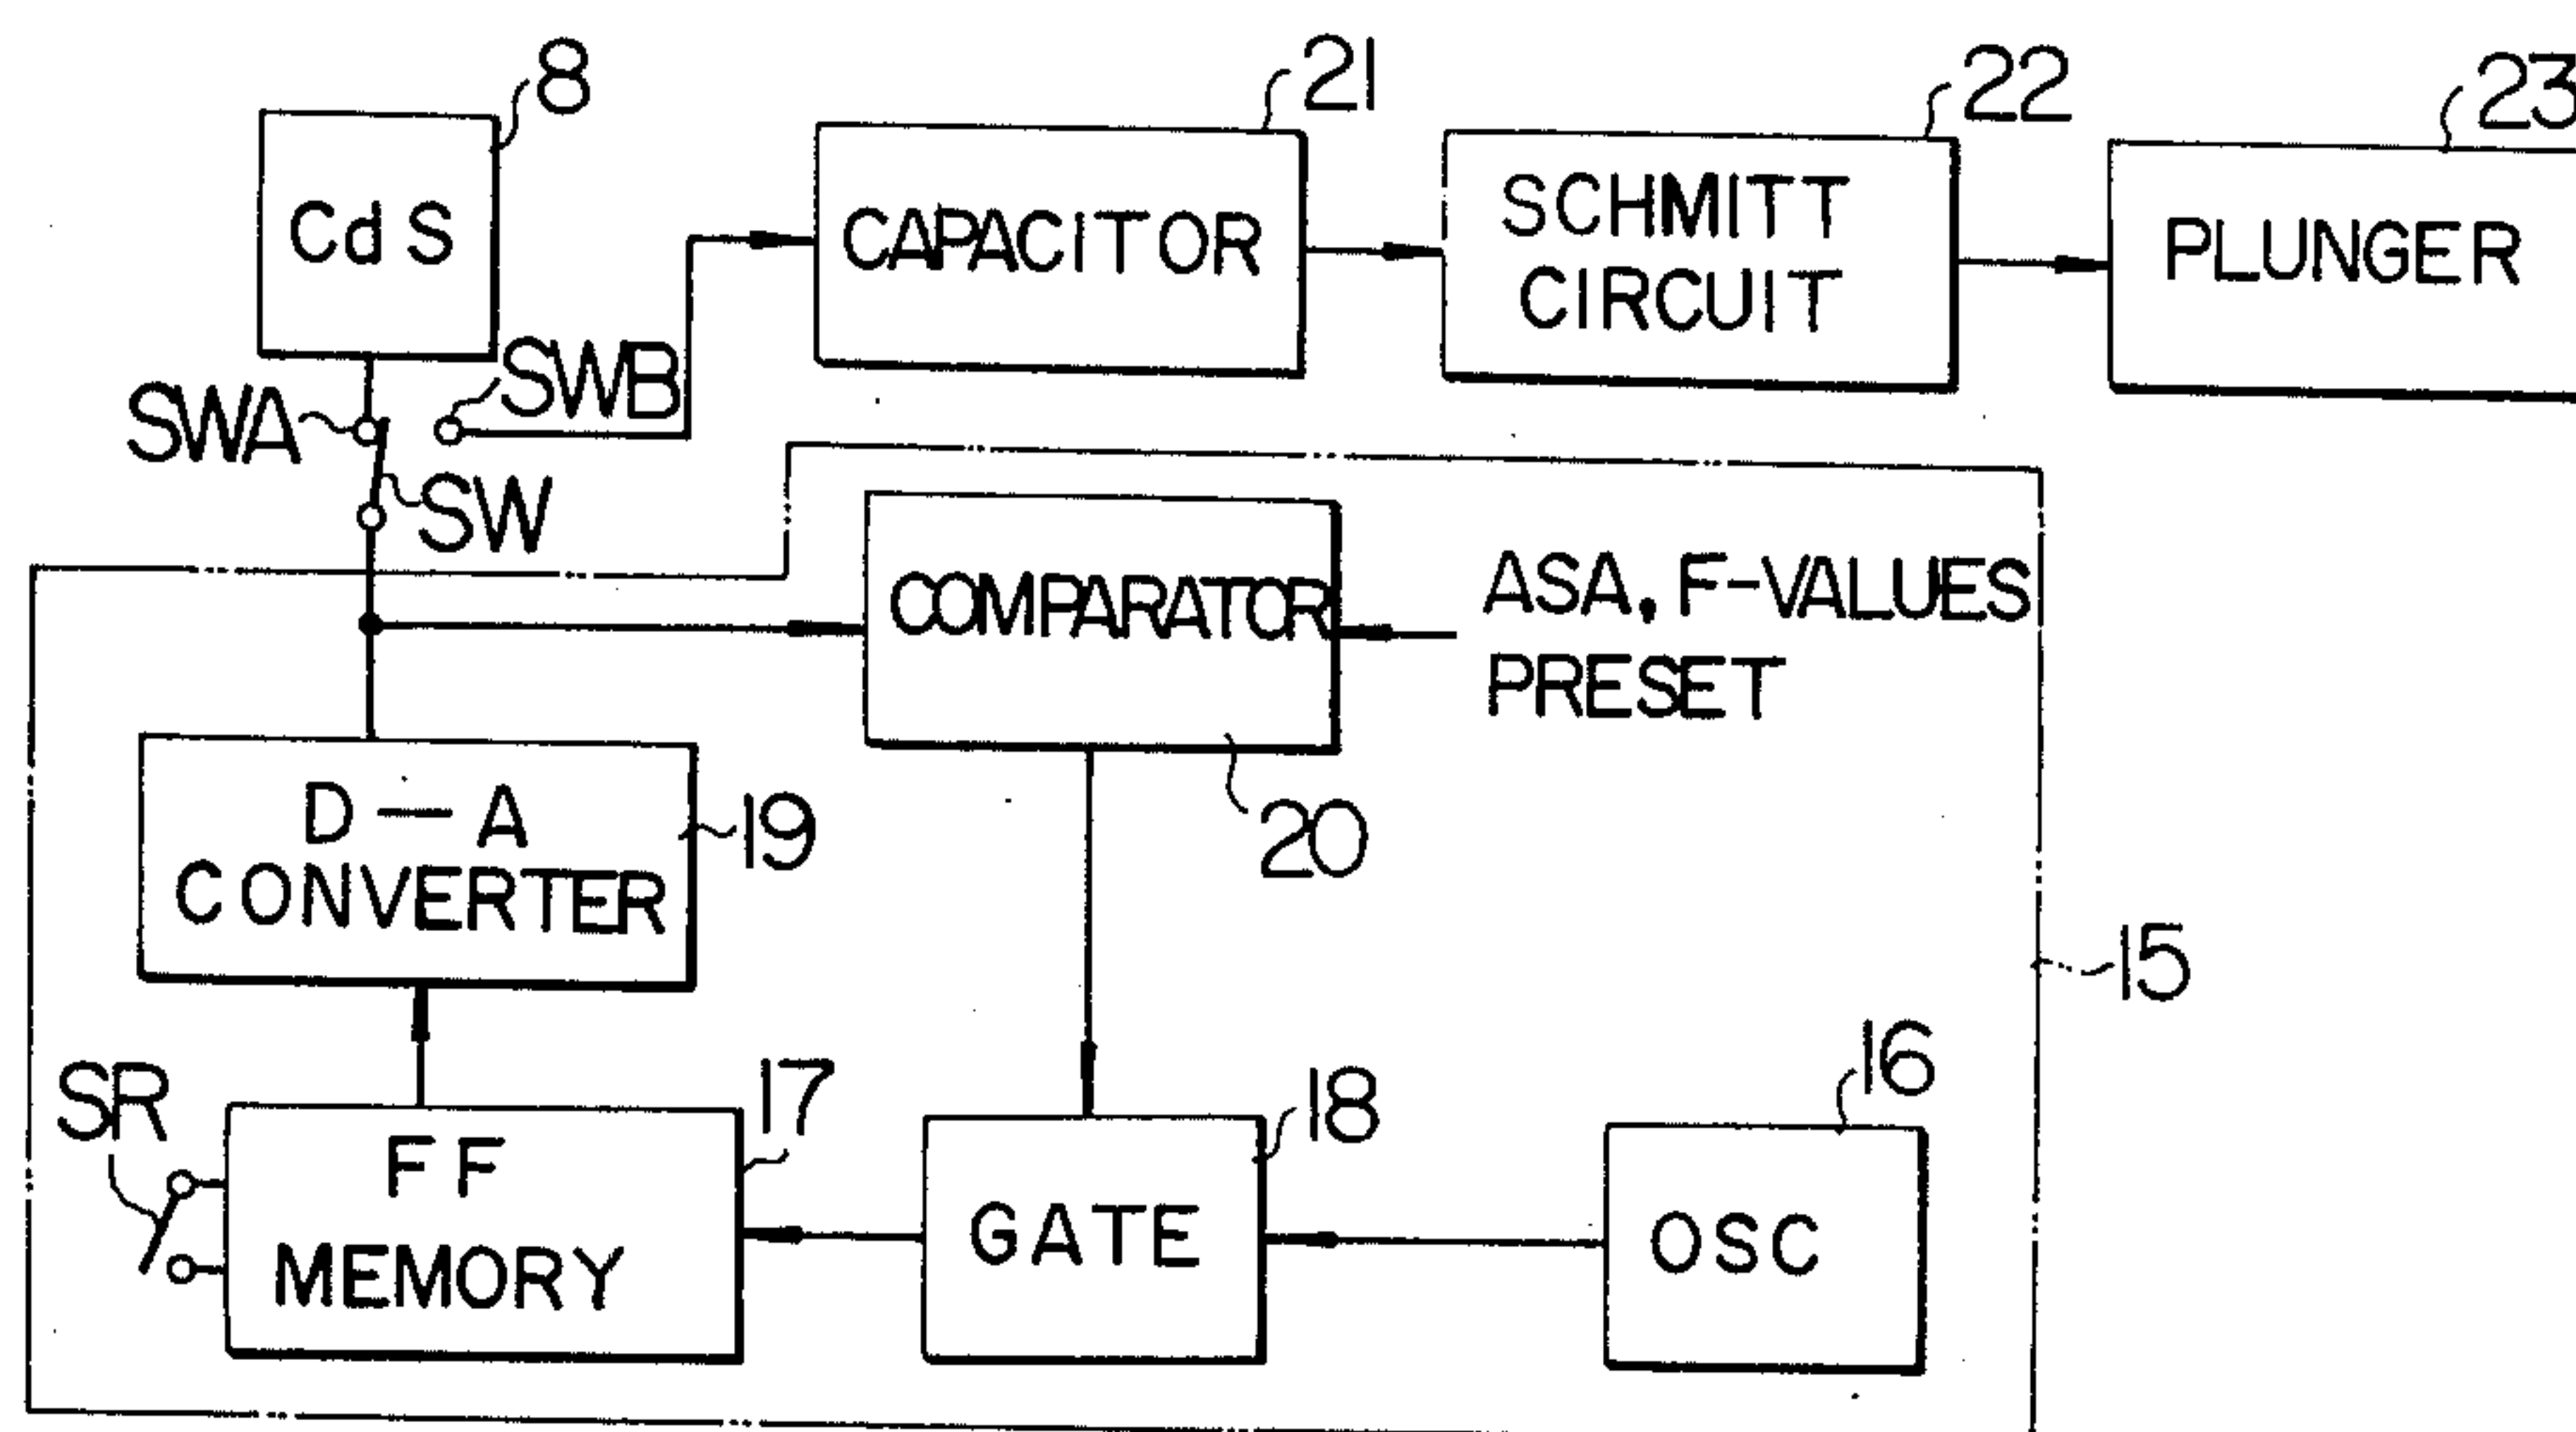 8
21
22
23
CdS
CAPACITOR
SCHMITT
CIRCUIT
PLUNGER
SWA
SWB
SW
COMPARATOR
ASA, F-VALUES
PRESET
20
D-A
CONVERTER
19
15
SR
17
18
16
FF
MEMORY
GATE
OSC